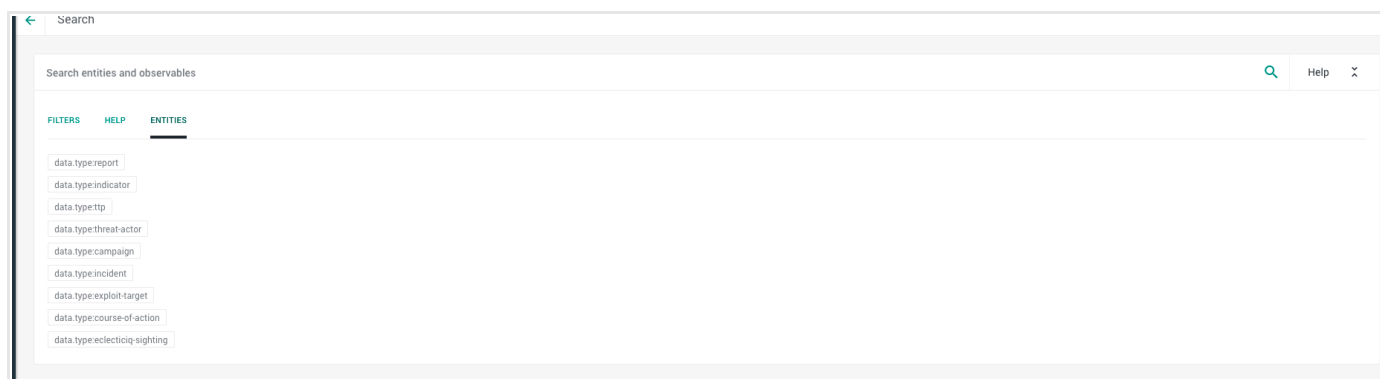 Search
Search entities and observables Help
FILTERS HELP ENTITIES
data.type:report
data.type:indicator
data.type:ttp
data.type:threat-actor
data.type:campaign
data.type:incident
data.type:exploit-target
data.type:course-of-action
data.type:eclecticiq-sighting